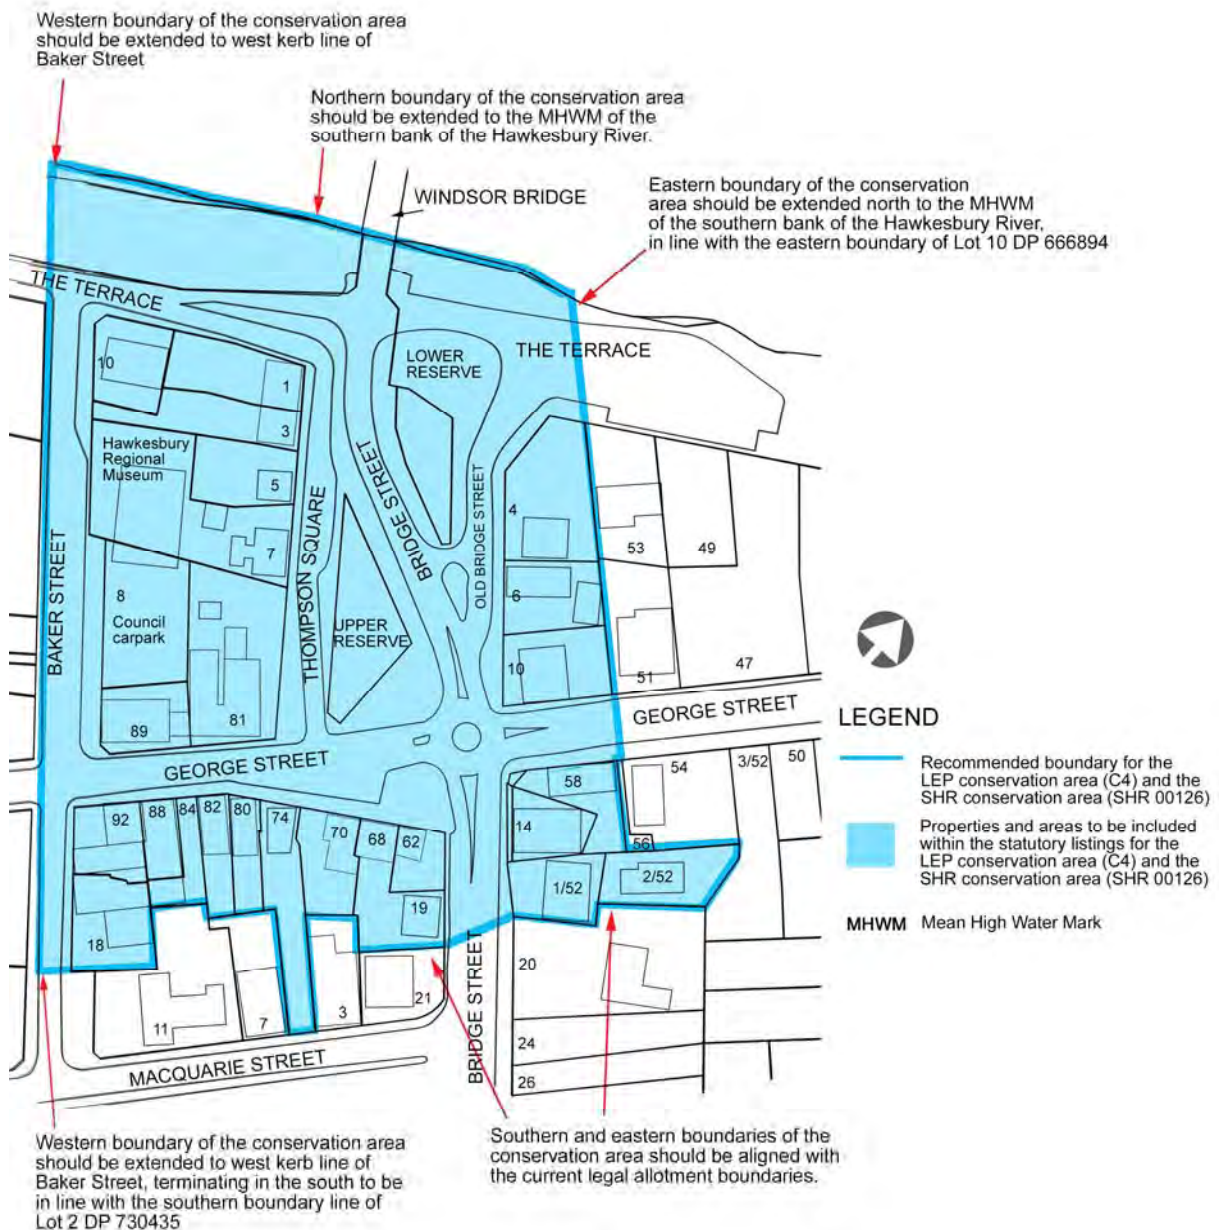 Western boundary of the conservation area
should be extended to west kerb line of
Baker Street
Northern boundary of the conservation area
should be extended to the MHWM of the
southern bank of the Hawkesbury River.
WINDSOR BRIDGE
Eastern boundary of the conservation
area should be extended north to the MHWM
of the southern bank of the Hawkesbury River,
in line with the eastern boundary of Lot 10 DP 666894
THE TERRACE
THE TERRACE
LOWER
RESERVE
10
1
3
Hawkesbury
Regional
Museum
5
7
8
Council
carpark
BAKER STREET
THOMPSON SQUARE
BRIDGE STREET
OLD BRIDGE STREET
UPPER
RESERVE
4
6
10
53
49
51
47
89
81
GEORGE STREET
GEORGE STREET
92
88
84
82
80
74
70
68
62
58
14
54
3/52
50
56
1/52
2/52
18
19
11
7
3
21
20
24
26
BRIDGE STREET
MACQUARIE STREET
LEGEND
Recommended boundary for the
LEP conservation area (C4) and the
SHR conservation area (SHR 00126)
Properties and areas to be included
within the statutory listings for the
LEP conservation area (C4) and the
SHR conservation area (SHR 00126)
MHWM Mean High Water Mark
Western boundary of the conservation area
should be extended to west kerb line of
Baker Street, terminating in the south to be
in line with the southern boundary line of
Lot 2 DP 730435
Southern and eastern boundaries of the
conservation area should be aligned with
the current legal allotment boundaries.